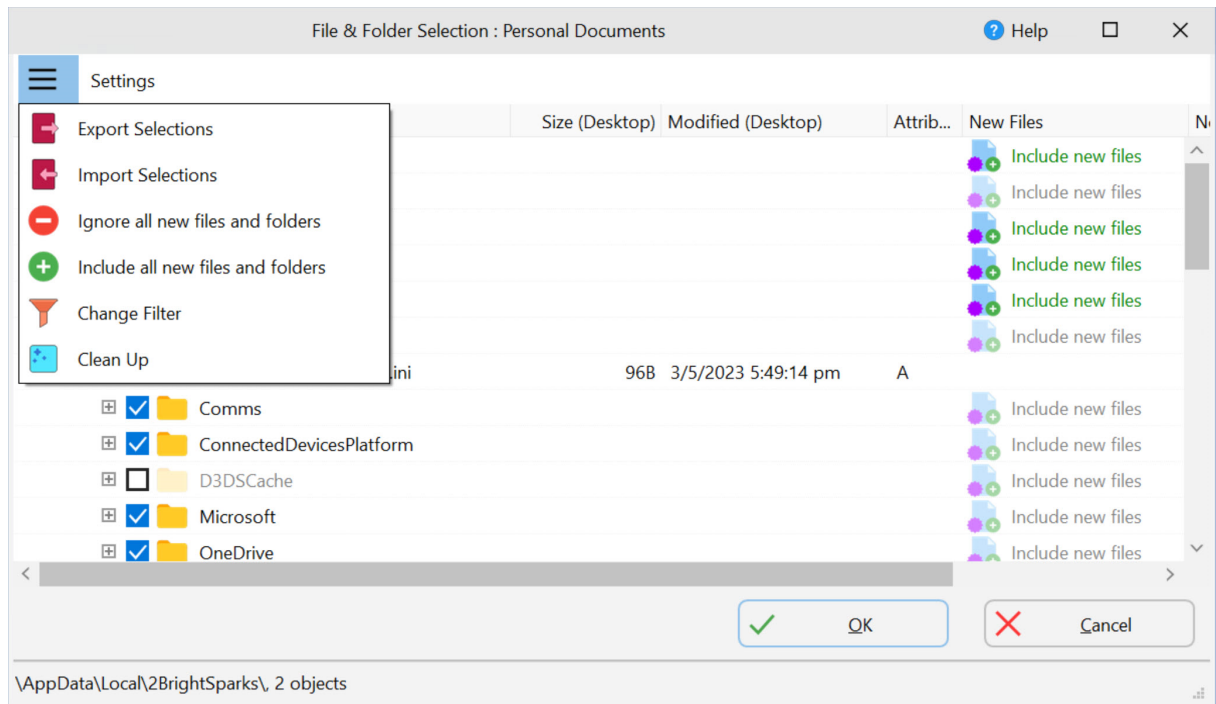 File & Folder Selection : Personal Documents
Help
Settings
Export Selections
Import Selections
Ignore all new files and folders
Include all new files and folders
Change Filter
Clean Up
Size (Desktop) Modified (Desktop) Attrib... New Files
Include new files
Include new files
Include new files
Include new files
Include new files
Include new files
.ini 96B 3/5/2023 5:49:14 pm A
Comms Include new files
ConnectedDevicesPlatform Include new files
D3DSCache Include new files
Microsoft Include new files
OneDrive Include new files
OK Cancel
\AppData\Local\2BrightSparks\, 2 objects